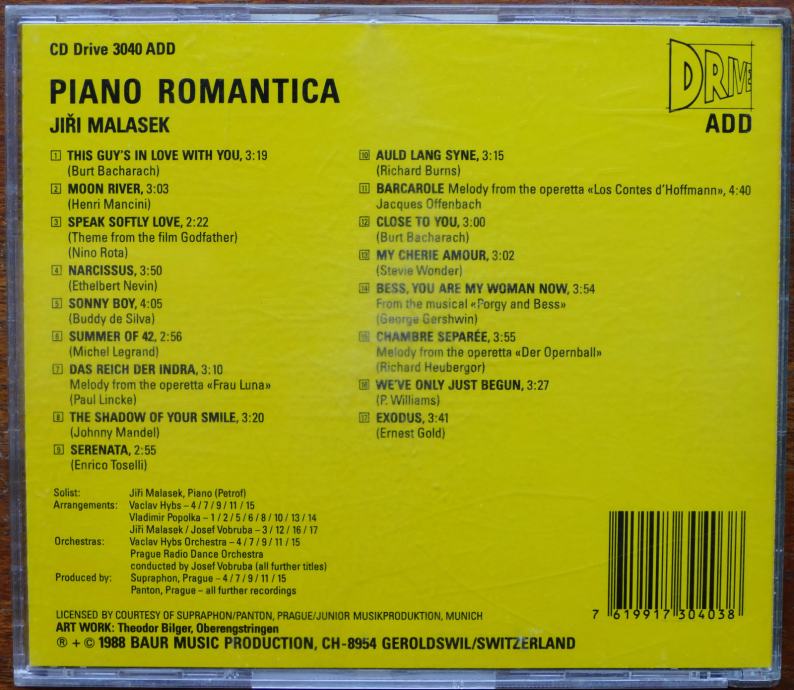 CD Drive 3040 ADD
DRIVE
ADD
PIANO ROMANTICA
JIŘI MALASEK
1 THIS GUY'S IN LOVE WITH YOU, 3:19
(Burt Bacharach)
2 MOON RIVER, 3:03
(Henri Mancini)
3 SPEAK SOFTLY LOVE, 2:22
(Theme from the film Godfather)
(Nino Rota)
4 NARCISSUS, 3:50
(Ethelbert Nevin)
5 SONNY BOY, 4:05
(Buddy de Silva)
6 SUMMER OF 42, 2:56
(Michel Legrand)
7 DAS REICH DER INDRA, 3:10
Melody from the operetta «Frau Luna»
(Paul Lincke)
8 THE SHADOW OF YOUR SMILE, 3:20
(Johnny Mandel)
9 SERENATA, 2:55
(Enrico Toselli)
10 AULD LANG SYNE, 3:15
(Richard Burns)
11 BARCAROLE Melody from the operetta «Los Contes d'Hoffmann», 4:40
Jacques Offenbach
12 CLOSE TO YOU, 3:00
(Burt Bacharach)
13 MY CHERIE AMOUR, 3:02
(Stevie Wonder)
14 BESS, YOU ARE MY WOMAN NOW, 3:54
From the musical «Porgy and Bess»
(George Gershwin)
15 CHAMBRE SEPARÉE, 3:55
Melody from the operetta «Der Opernball»
(Richard Heubergor)
16 WE'VE ONLY JUST BEGUN, 3:27
(P. Williams)
17 EXODUS, 3:41
(Ernest Gold)
Solist: Jiři Malasek, Piano (Petrof)
Arrangements: Vaclav Hybs – 4 / 7 / 9 / 11 / 15
Vladimir Popolka – 1 / 2 / 5 / 6 / 8 / 10 / 13 / 14
Jiři Malasek / Josef Vobruba – 3 / 12 / 16 / 17
Orchestras: Vaclav Hybs Orchestra – 4 / 7 / 9 / 11 / 15
Prague Radio Dance Orchestra
conducted by Josef Vobruba (all further titles)
Produced by: Supraphon, Prague – 4 / 7 / 9 / 11 / 15
Panton, Prague – all further recordings
LICENSED BY COURTESY OF SUPRAPHON/PANTON, PRAGUE/JUNIOR MUSIKPRODUKTION, MUNICH
ART WORK: Theodor Bilger, Oberengstringen
℗ + © 1988 BAUR MUSIC PRODUCTION, CH-8954 GEROLDSWIL/SWITZERLAND
7 619917 304038